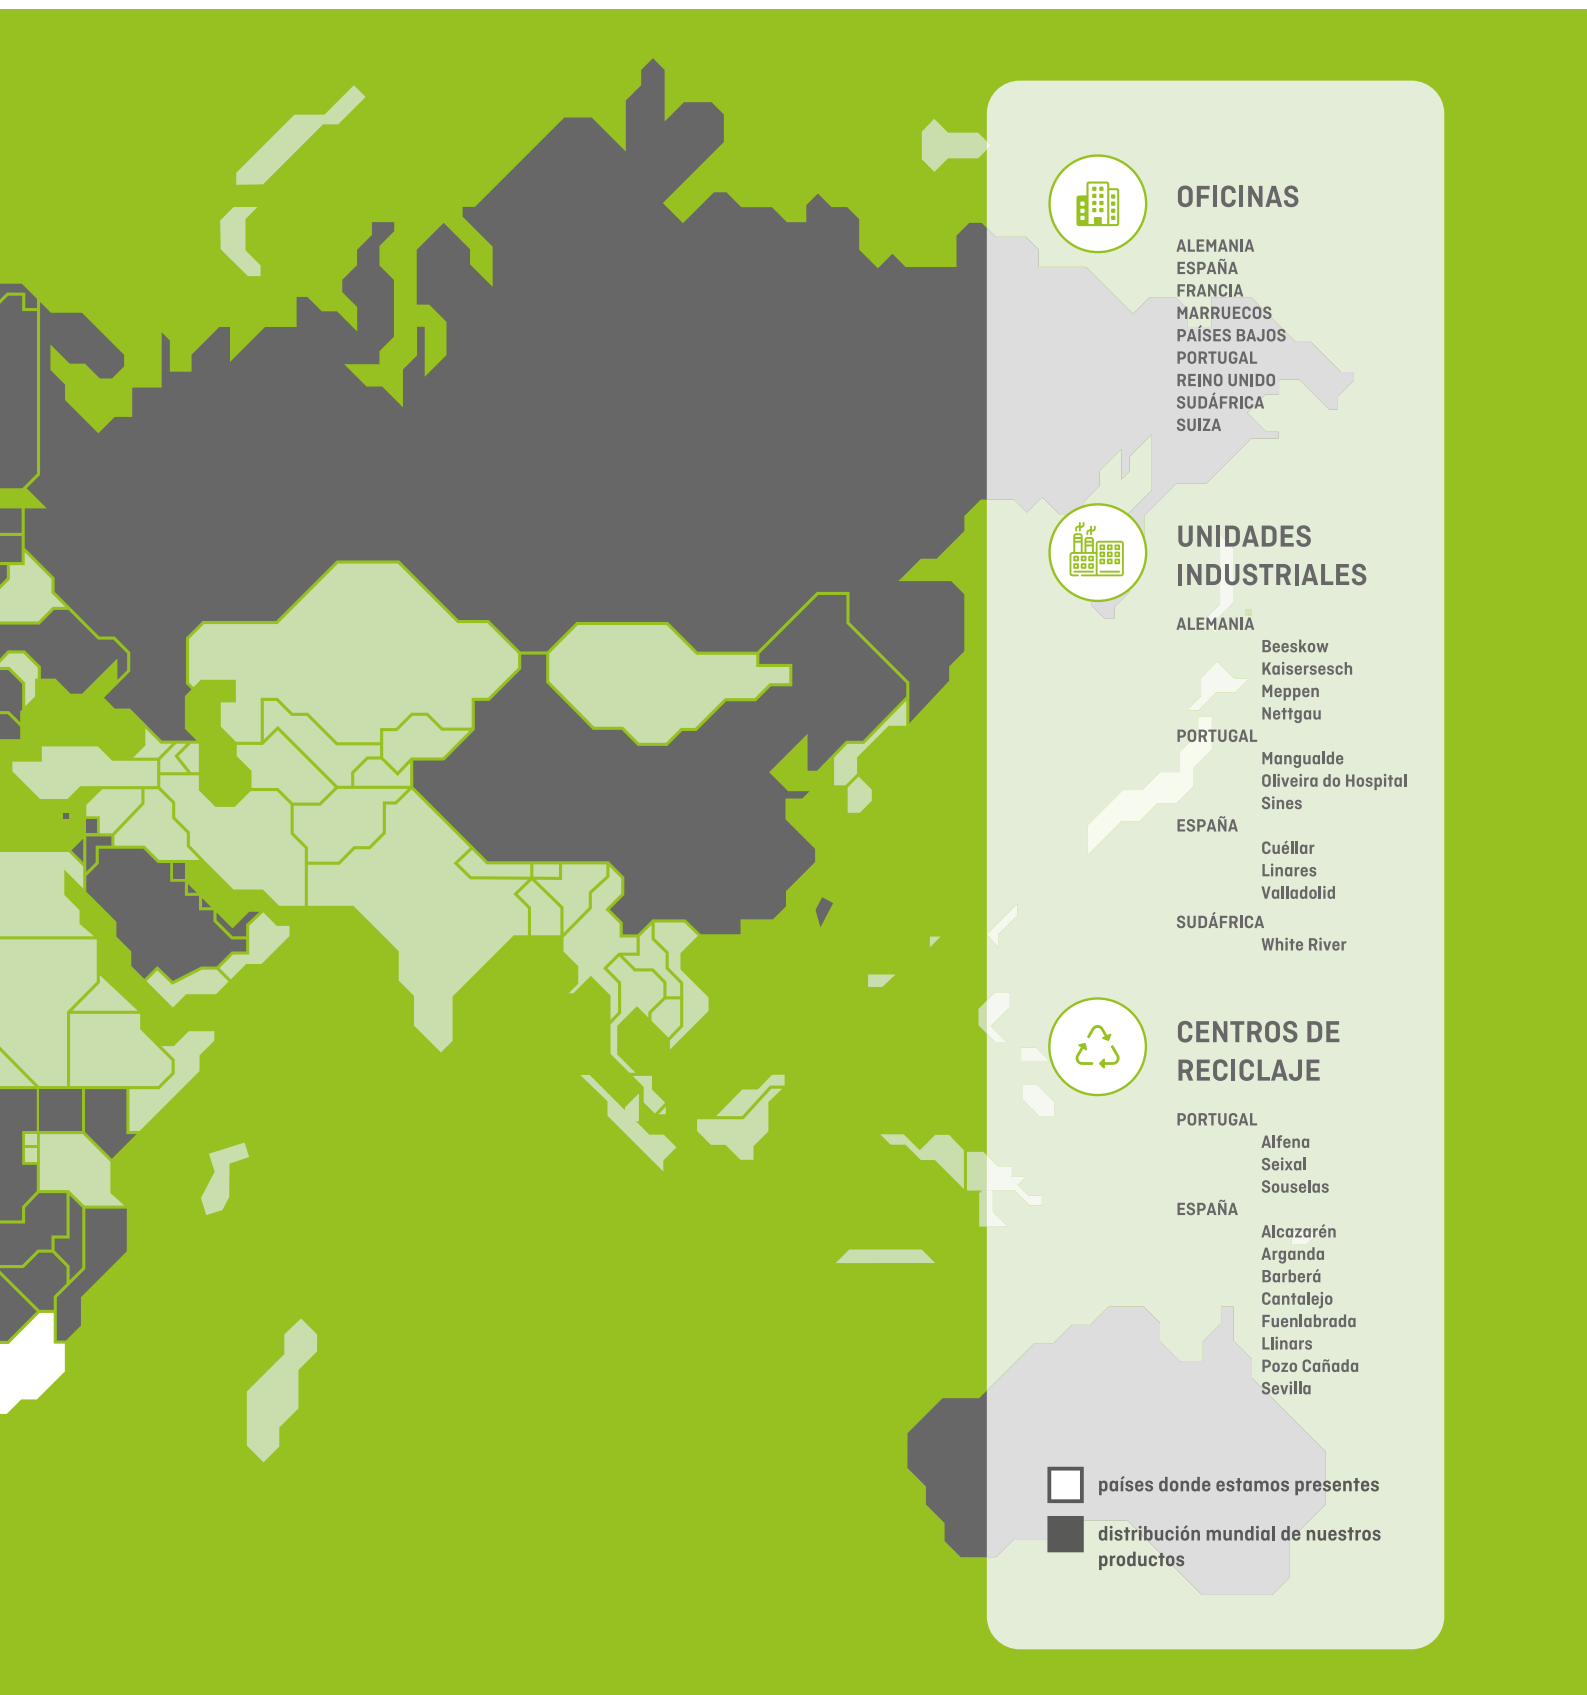 OFICINAS
ALEMANIA
ESPAÑA
FRANCIA
MARRUECOS
PAÍSES BAJOS
PORTUGAL
REINO UNIDO
SUDÁFRICA
SUIZA
UNIDADES
INDUSTRIALES
ALEMANIA
Beeskow
Kaisersesch
Meppen
Nettgau
PORTUGAL
Mangualde
Oliveira do Hospital
Sines
ESPAÑA
Cuéllar
Linares
Valladolid
SUDÁFRICA
White River
CENTROS DE
RECICLAJE
PORTUGAL
Alfena
Seixal
Souselas
ESPAÑA
Alcazarén
Arganda
Barberá
Cantalejo
Fuenlabrada
Llinars
Pozo Cañada
Sevilla
países donde estamos presentes
distribución mundial de nuestros
productos